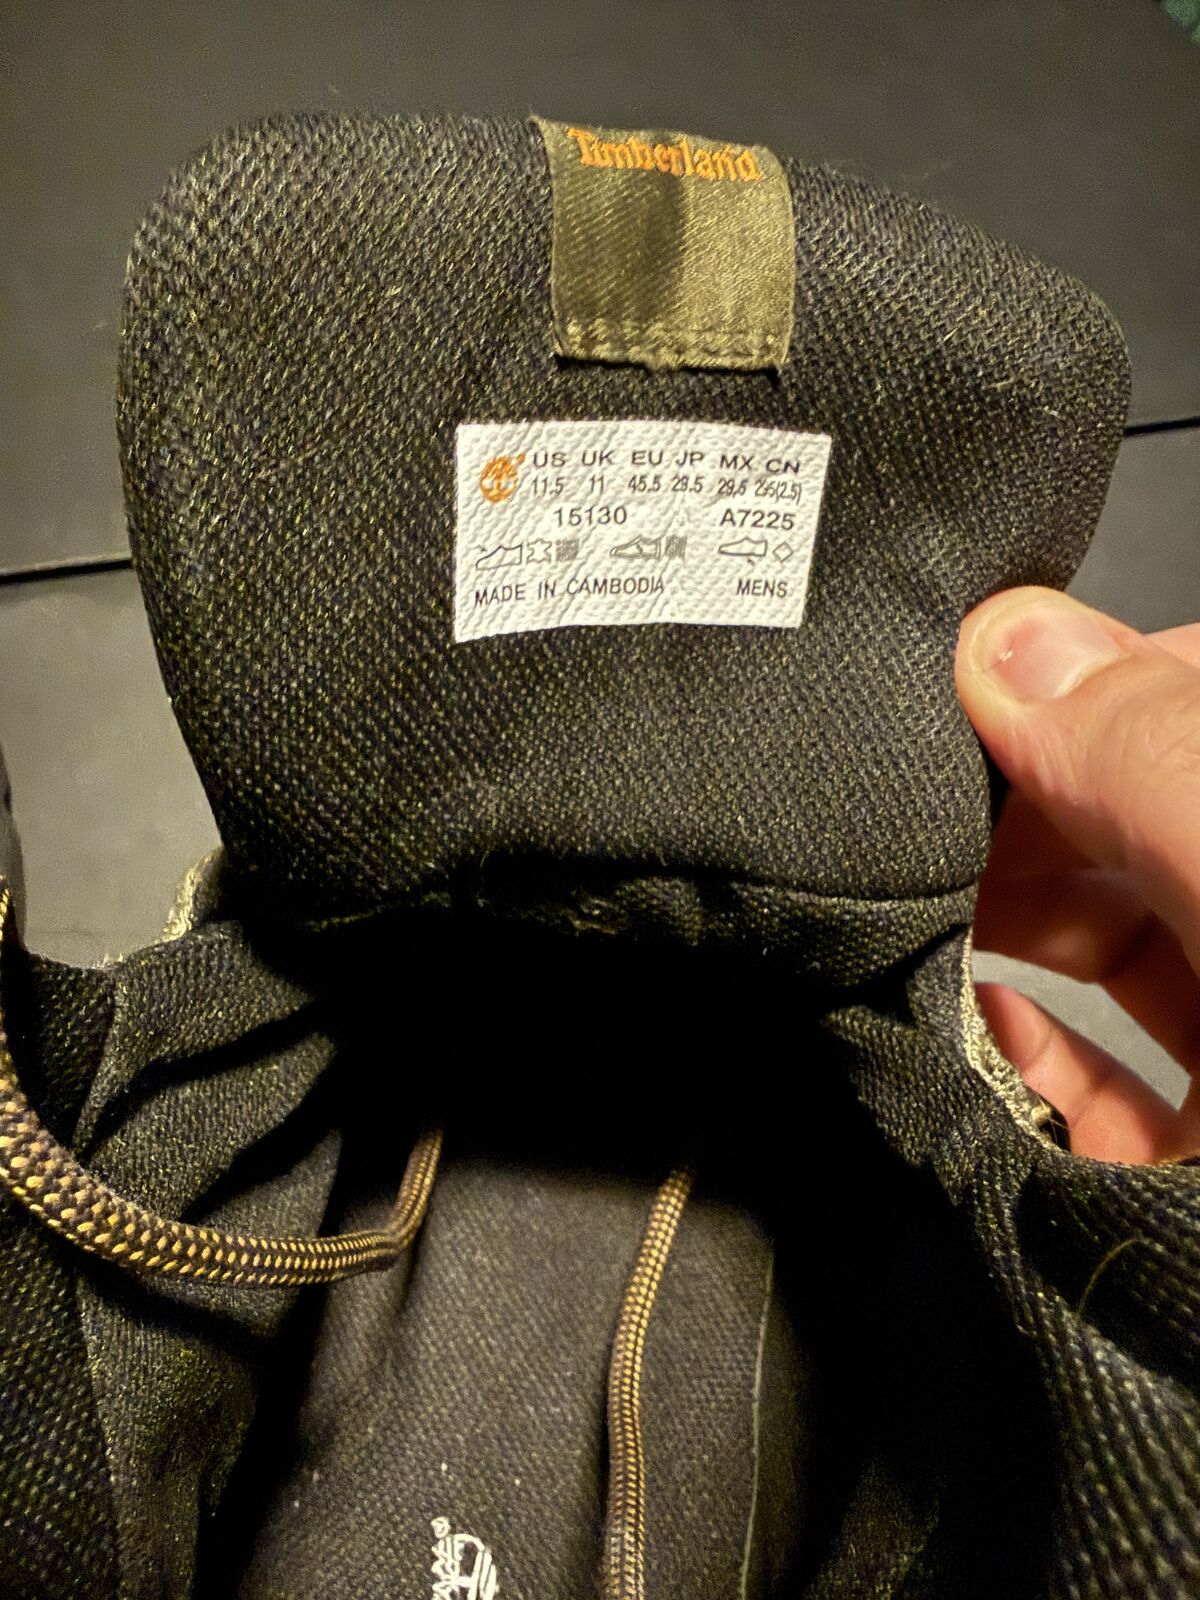 Timberland
US UK EU JP MX CN
11.5 11 45.5 29.5 29.5 295(2.5)
15130 A7225
MADE IN CAMBODIA MENS